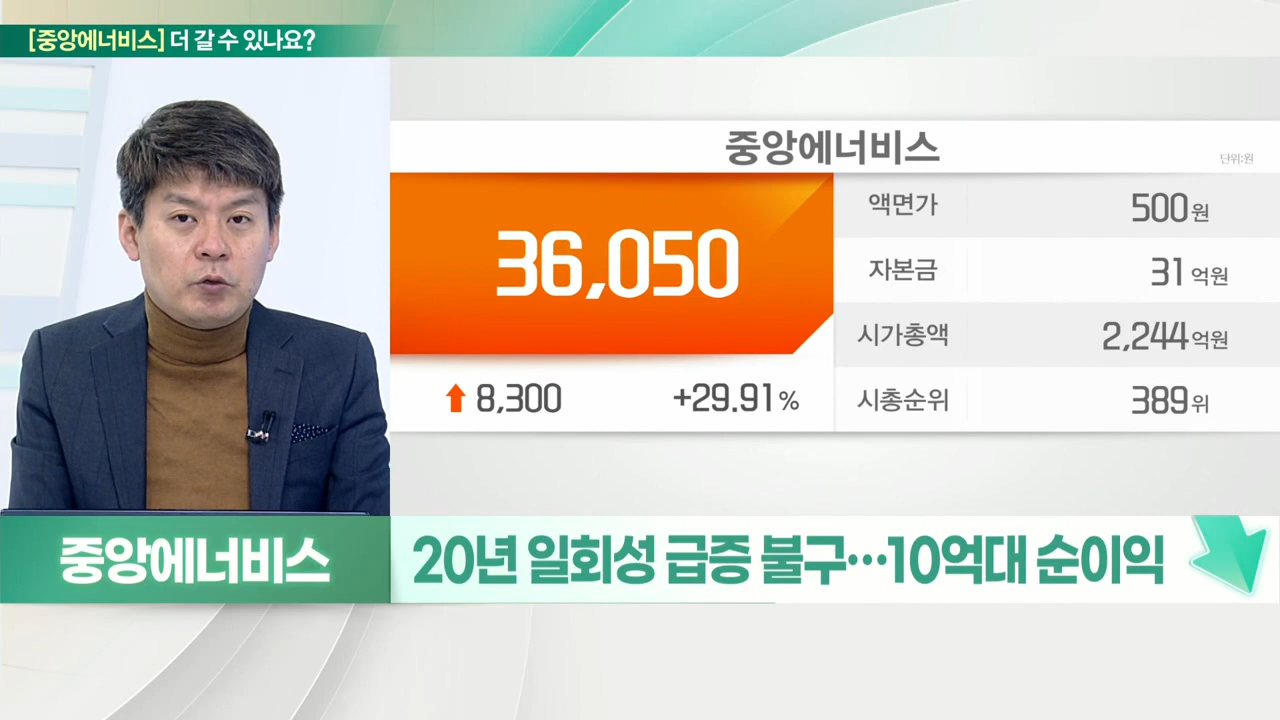 [중앙에너비스] 더 갈 수 있나요?
중앙에너비스
단위:원
36,050
8,300 +29.91%
액면가 500원
자본금 31억원
시가총액 2,244억원
시총순위 389위
중앙에너비스
20년 일회성 급증 불구…10억대 순이익